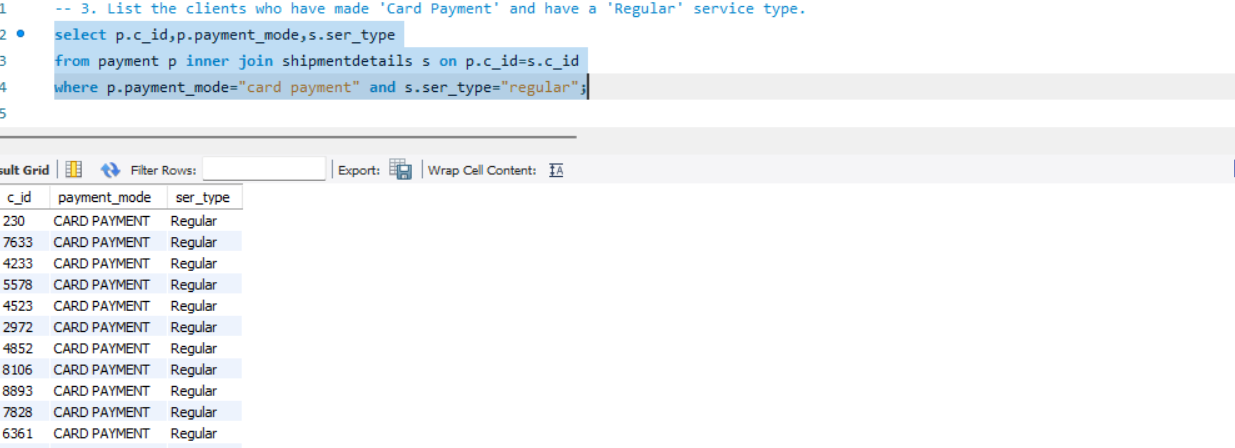 1 -- 3. List the clients who have made 'Card Payment' and have a 'Regular' service type.
2 select p.c_id,p.payment_mode,s.ser_type
3 from payment p inner join shipmentdetails s on p.c_id=s.c_id
4 where p.payment_mode="card payment" and s.ser_type="regular";
5
sult Grid Filter Rows: Export: Wrap Cell Content: IA
c_id payment_mode ser_type
230 CARD PAYMENT Regular
7633 CARD PAYMENT Regular
4233 CARD PAYMENT Regular
5578 CARD PAYMENT Regular
4523 CARD PAYMENT Regular
2972 CARD PAYMENT Regular
4852 CARD PAYMENT Regular
8106 CARD PAYMENT Regular
8893 CARD PAYMENT Regular
7828 CARD PAYMENT Regular
6361 CARD PAYMENT Regular